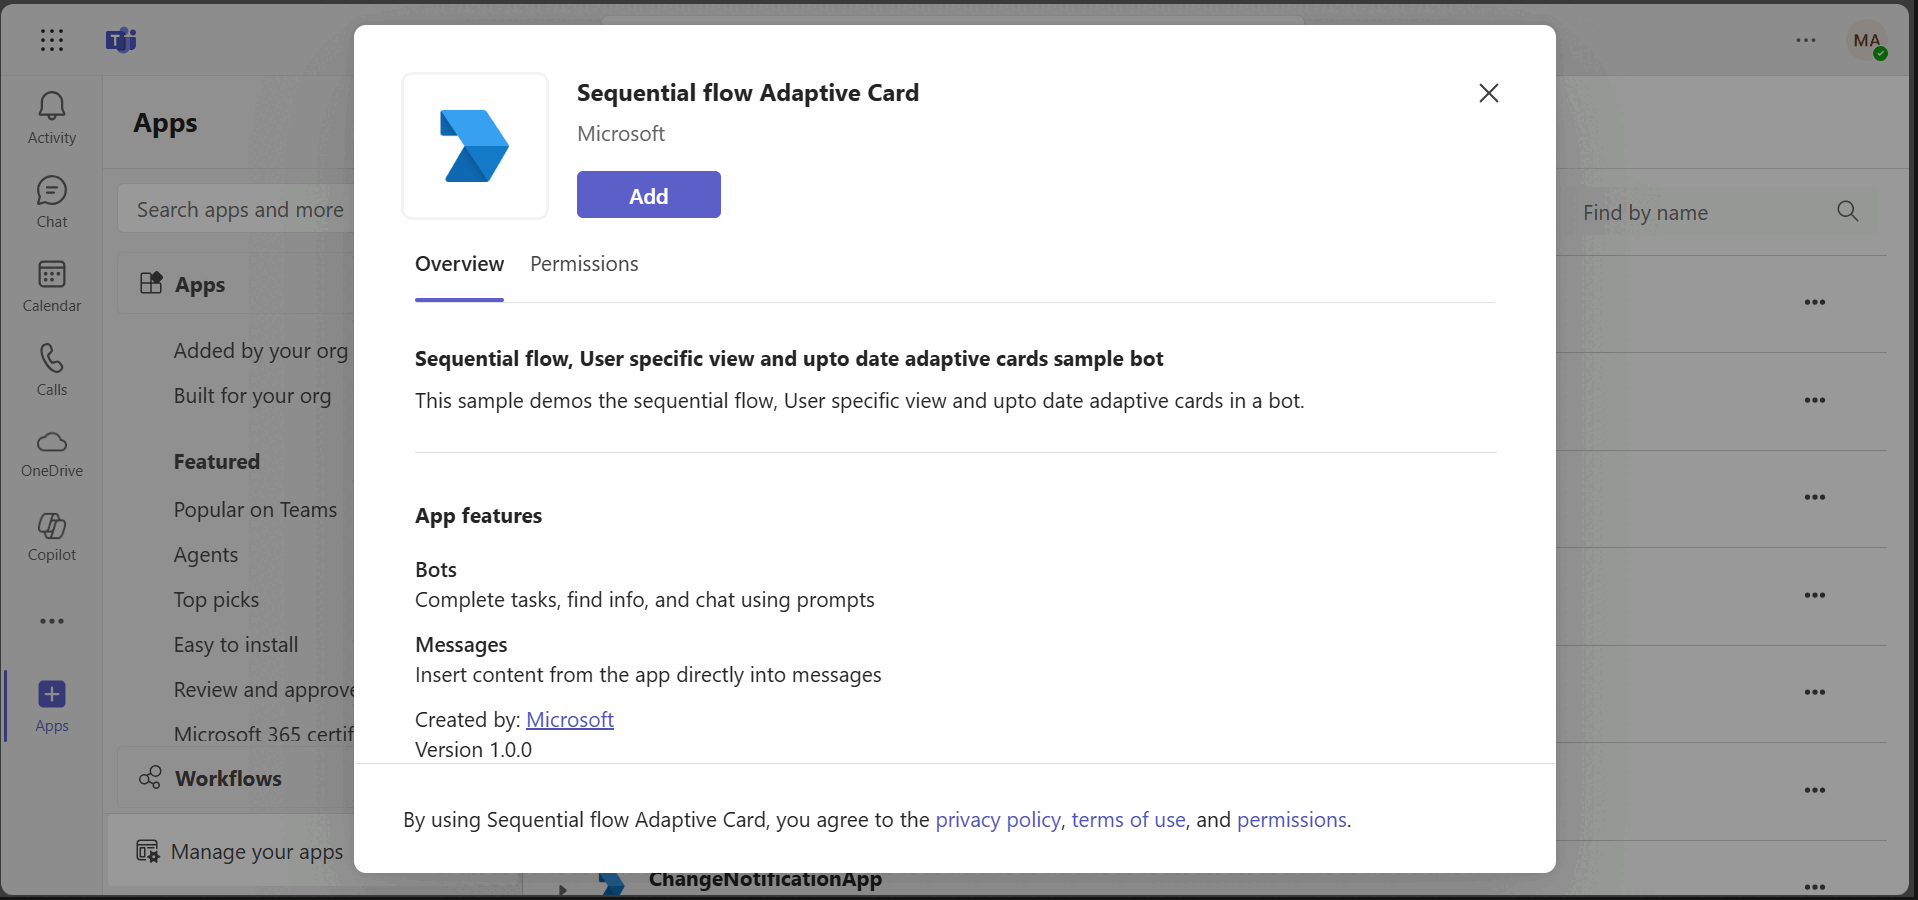 MA
Activity
Chat
Calendar
Calls
OneDrive
Copilot
Apps
Apps
Search apps and more
Apps
Added by your org
Built for your org
Featured
Popular on Teams
Agents
Top picks
Easy to install
Review and approve
Microsoft 365 certif
Workflows
Manage your apps
Sequential flow Adaptive Card
Microsoft
Add
Overview
Permissions
Sequential flow, User specific view and upto date adaptive cards sample bot
This sample demos the sequential flow, User specific view and upto date adaptive cards in a bot.
App features
Bots
Complete tasks, find info, and chat using prompts
Messages
Insert content from the app directly into messages
Created by: Microsoft
Version 1.0.0
By using Sequential flow Adaptive Card, you agree to the privacy policy, terms of use, and permissions.
Find by name
ChangeNotificationApp